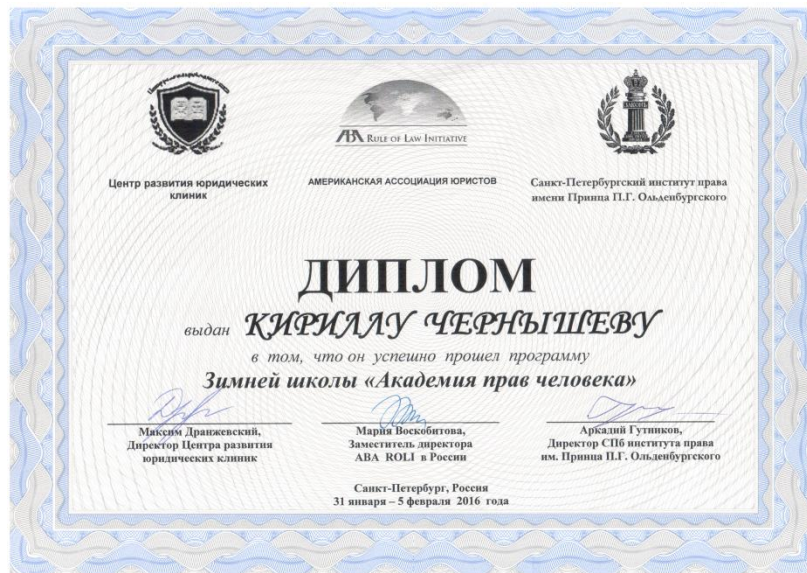 ABA RULE OF LAW INITIATIVE
Центр развития юридических
клиник
АМЕРИКАНСКАЯ АССОЦИАЦИЯ ЮРИСТОВ
Санкт-Петербургский институт права
имени Принца П.Г. Ольденбургского
ДИПЛОМ
выдан КИРИЛЛУ ЧЕРНЫШЕВУ
в том, что он успешно прошел программу
Зимней школы «Академия прав человека»
Максим Дранжевский,
Директор Центра развития
юридических клиник
Мария Воскобитова,
Заместитель директора
ABA ROLI в России
Аркадий Гутников,
Директор СПб института права
им. Принца П.Г. Ольденбургского
Санкт-Петербург, Россия
31 января – 5 февраля 2016 года